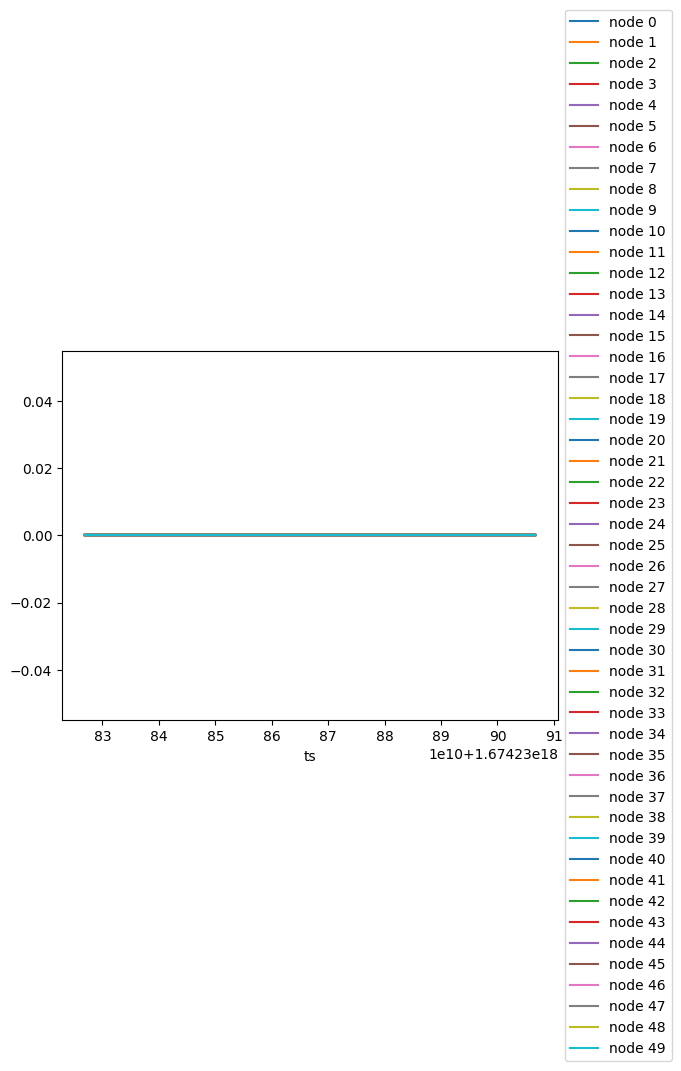 0.04
0.02
0.00
−0.02
−0.04
83 84 85 86 87 88 89 90 91
1e10+1.67423e18
ts
node 0
node 1
node 2
node 3
node 4
node 5
node 6
node 7
node 8
node 9
node 10
node 11
node 12
node 13
node 14
node 15
node 16
node 17
node 18
node 19
node 20
node 21
node 22
node 23
node 24
node 25
node 26
node 27
node 28
node 29
node 30
node 31
node 32
node 33
node 34
node 35
node 36
node 37
node 38
node 39
node 40
node 41
node 42
node 43
node 44
node 45
node 46
node 47
node 48
node 49